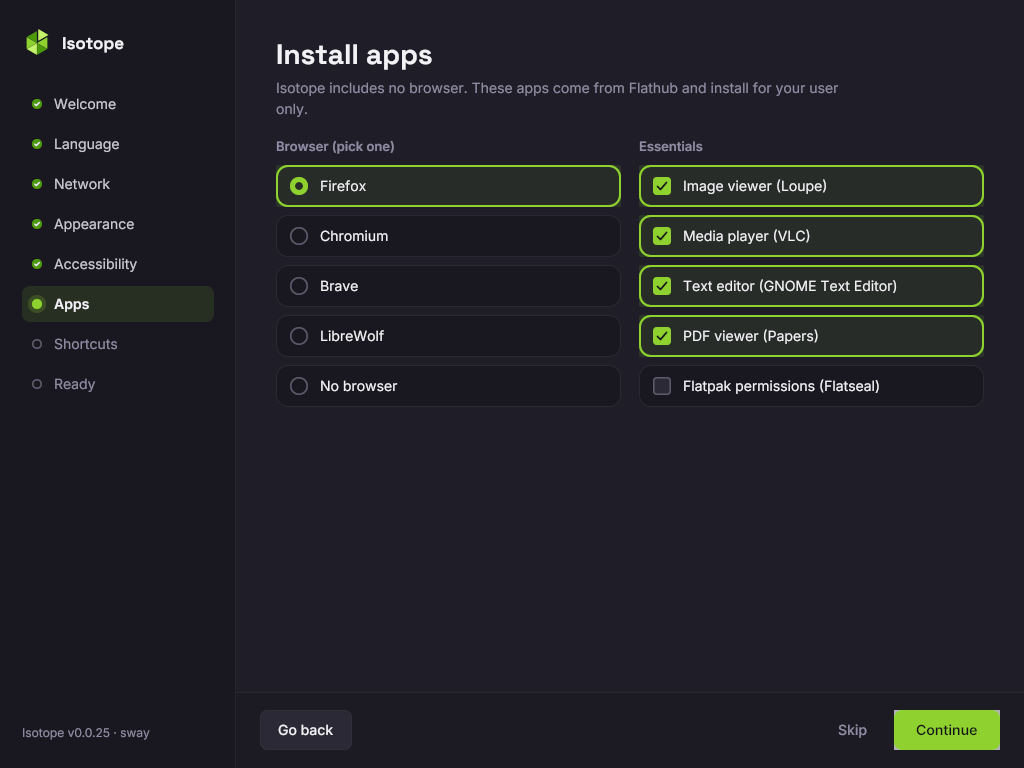 Isotope
Welcome
Language
Network
Appearance
Accessibility
Apps
Shortcuts
Ready
Isotope v0.0.25 · sway
Install apps
Isotope includes no browser. These apps come from Flathub and install for your user
only.
Browser (pick one)
Firefox
Chromium
Brave
LibreWolf
No browser
Essentials
Image viewer (Loupe)
Media player (VLC)
Text editor (GNOME Text Editor)
PDF viewer (Papers)
Flatpak permissions (Flatseal)
Go back
Skip
Continue